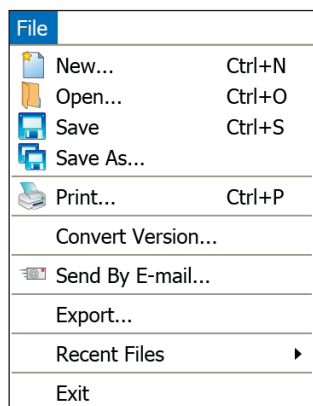 File
New... Ctrl+N
Open... Ctrl+O
Save Ctrl+S
Save As...
Print... Ctrl+P
Convert Version...
Send By E-mail...
Export...
Recent Files
Exit